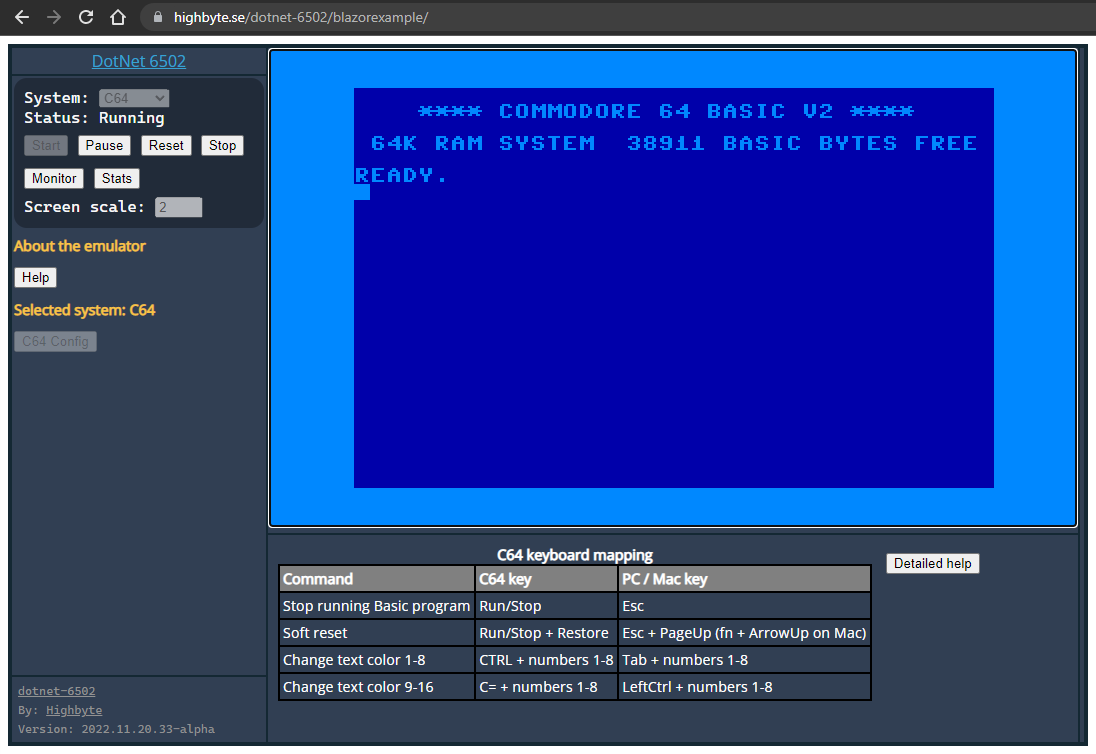 highbyte.se/dotnet-6502/blazorexample/
DotNet 6502
System: C64
Status: Running
Start Pause Reset Stop
Monitor Stats
Screen scale: 2
About the emulator
Help
Selected system: C64
C64 Config
**** COMMODORE 64 BASIC V2 ****
64K RAM SYSTEM  38911 BASIC BYTES FREE
READY.
C64 keyboard mapping
Command C64 key PC / Mac key
Stop running Basic program Run/Stop Esc
Soft reset Run/Stop + Restore Esc + PageUp (fn + ArrowUp on Mac)
Change text color 1-8 CTRL + numbers 1-8 Tab + numbers 1-8
Change text color 9-16 C= + numbers 1-8 LeftCtrl + numbers 1-8
Detailed help
dotnet-6502
By: Highbyte
Version: 2022.11.20.33-alpha